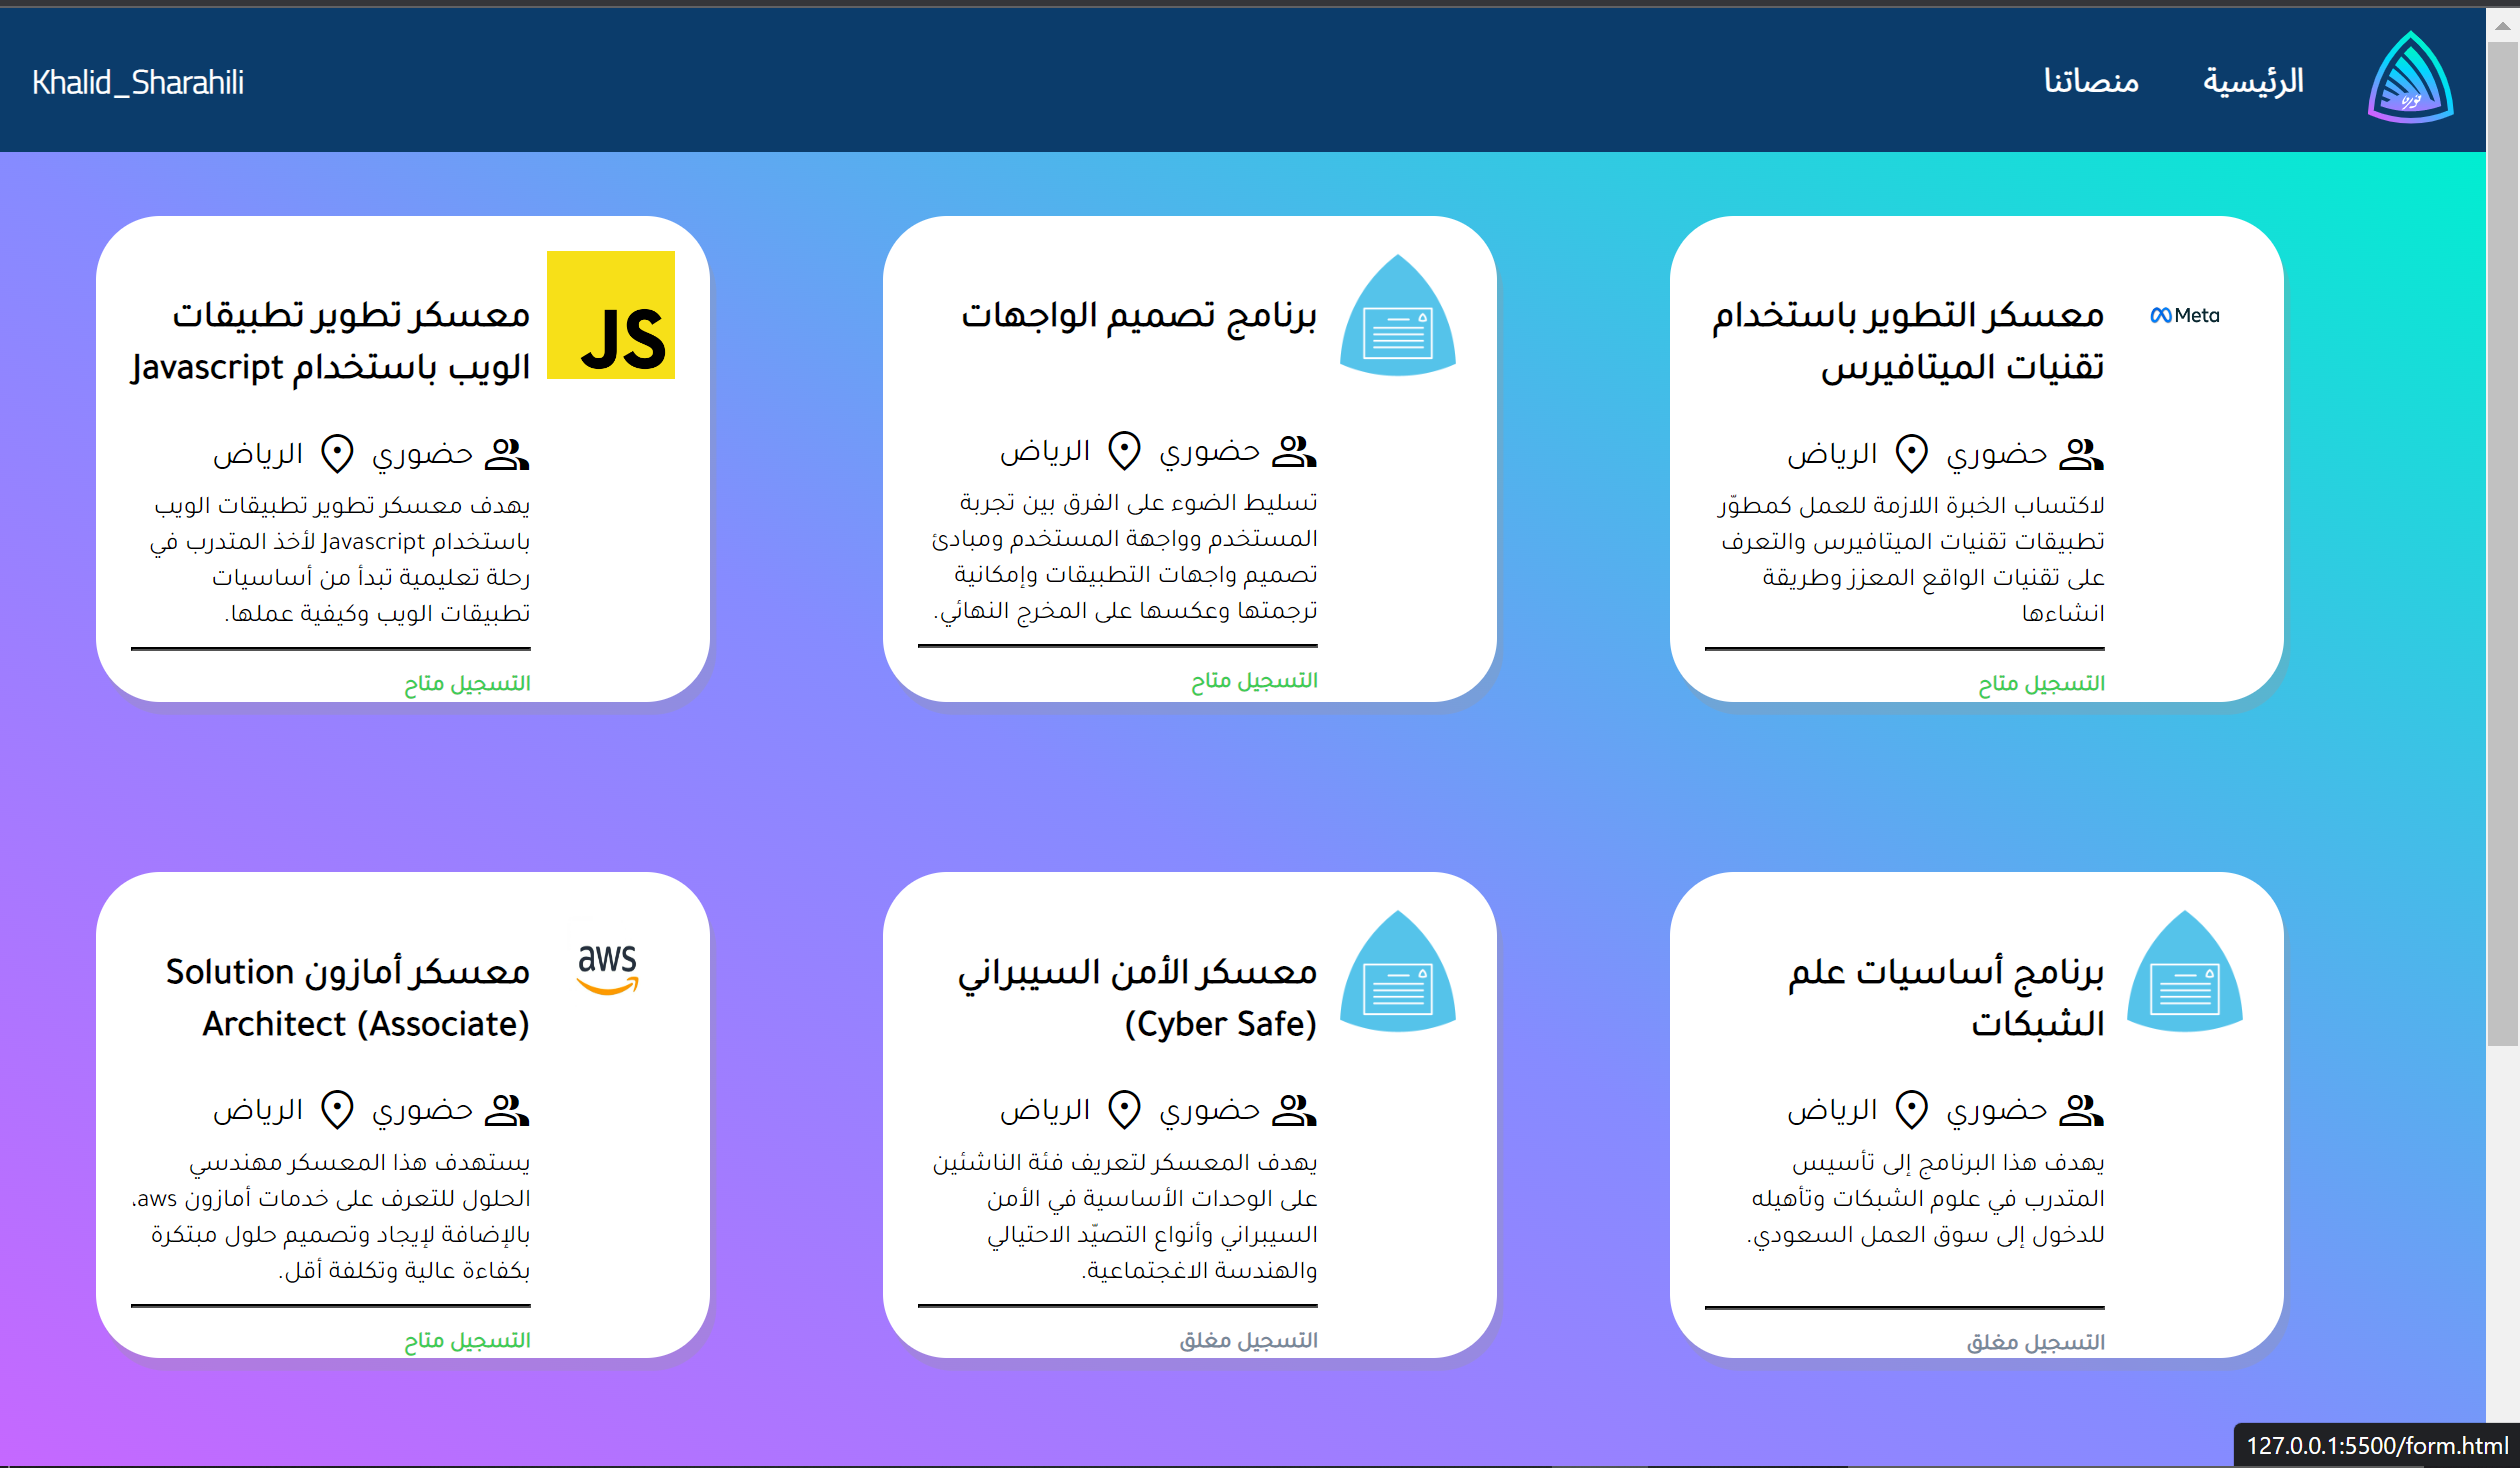 الرئيسية
منصاتنا
Khalid_Sharahili
Meta
معسكر التطوير باستخدام
تقنيات الميتافيرس
حضوري الرياض
لاكتساب الخبرة اللازمة للعمل كمطوّر
تطبيقات تقنيات الميتافيرس والتعرف
على تقنيات الواقع المعزز وطريقة
انشاءها
التسجيل متاح
برنامج تصميم الواجهات
حضوري الرياض
تسليط الضوء على الفرق بين تجربة
المستخدم وواجهة المستخدم ومبادئ
تصميم واجهات التطبيقات وإمكانية
ترجمتها وعكسها على المخرج النهائي.
التسجيل متاح
JS
معسكر تطوير تطبيقات
الويب باستخدام Javascript
حضوري الرياض
يهدف معسكر تطوير تطبيقات الويب
باستخدام Javascript لأخذ المتدرب في
رحلة تعليمية تبدأ من أساسيات
تطبيقات الويب وكيفية عملها.
التسجيل متاح
برنامج أساسيات علم
الشبكات
حضوري الرياض
يهدف هذا البرنامج إلى تأسيس
المتدرب في علوم الشبكات وتأهيله
للدخول إلى سوق العمل السعودي.
التسجيل مغلق
معسكر الأمن السيبراني
(Cyber Safe)
حضوري الرياض
يهدف المعسكر لتعريف فئة الناشئين
على الوحدات الأساسية في الأمن
السيبراني وأنواع التصيّد الاحتيالي
والهندسة الاغجتماعية.
التسجيل مغلق
aws
معسكر أمازون Solution
Architect (Associate)
حضوري الرياض
يستهدف هذا المعسكر مهندسي
الحلول للتعرف على خدمات أمازون aws،
بالإضافة لإيجاد وتصميم حلول مبتكرة
بكفاءة عالية وتكلفة أقل.
التسجيل متاح
127.0.0.1:5500/form.html